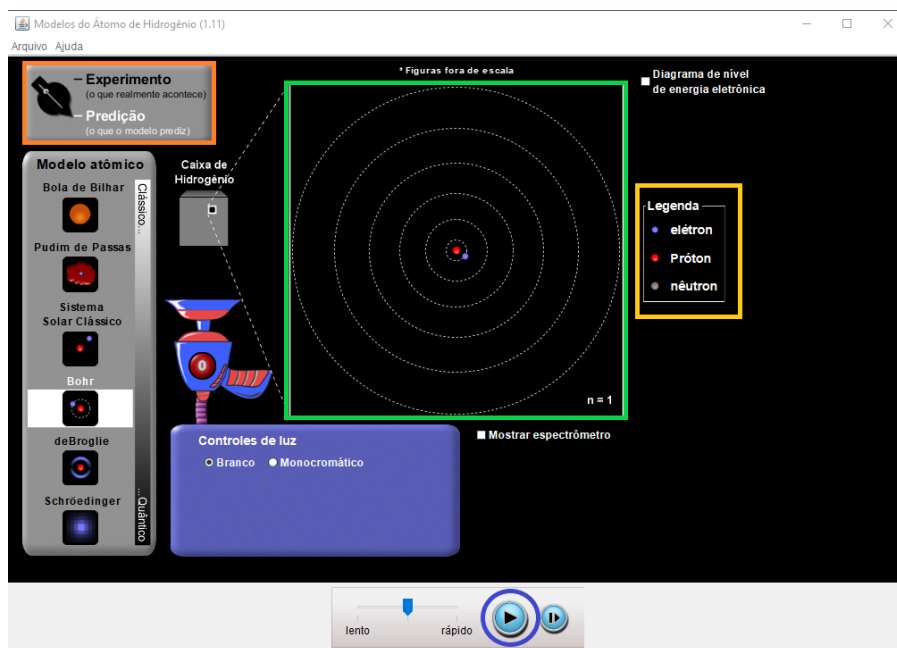 Modelos do Átomo de Hidrogénio (1.11)
Arquivo Ajuda
Experimento
(o que realmente acontece)
Predição
(o que o modelo prediz)
* Figuras fora de escala
Diagrama de nível
de energia eletrônica
Modelo atômico
Bola de Bilhar
Clássico...
Pudim de Passas
Sistema
Solar Clássico
Bohr
deBroglie
Schröedinger
...Quântico
Caixa de
Hidrogênio
0
n = 1
Legenda
elétron
Próton
nêutron
Controles de luz
Branco Monocromático
Mostrar espectrômetro
lento rápido